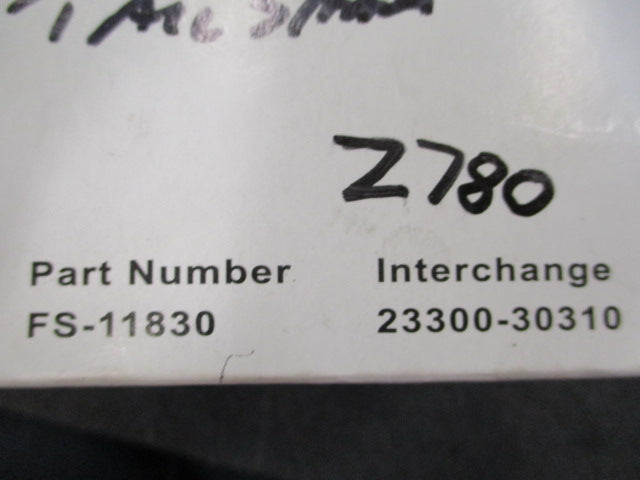 Z780
Part Number Interchange
FS-11830 23300-30310